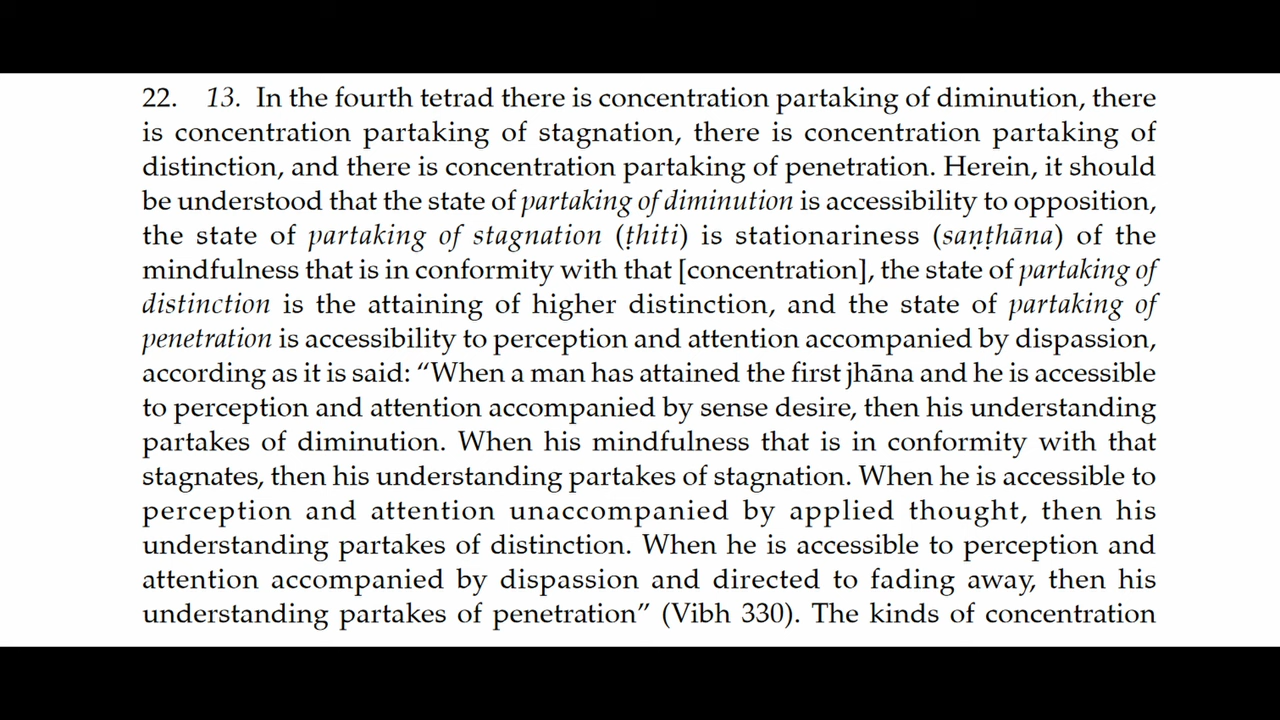 22. 13. In the fourth tetrad there is concentration partaking of diminution, there
is concentration partaking of stagnation, there is concentration partaking of
distinction, and there is concentration partaking of penetration. Herein, it should
be understood that the state of partaking of diminution is accessibility to opposition,
the state of partaking of stagnation (ṭhiti) is stationariness (saṇṭhāna) of the
mindfulness that is in conformity with that [concentration], the state of partaking of
distinction is the attaining of higher distinction, and the state of partaking of
penetration is accessibility to perception and attention accompanied by dispassion,
according as it is said: “When a man has attained the first jhāna and he is accessible
to perception and attention accompanied by sense desire, then his understanding
partakes of diminution. When his mindfulness that is in conformity with that
stagnates, then his understanding partakes of stagnation. When he is accessible to
perception and attention unaccompanied by applied thought, then his
understanding partakes of distinction. When he is accessible to perception and
attention accompanied by dispassion and directed to fading away, then his
understanding partakes of penetration” (Vibh 330). The kinds of concentration